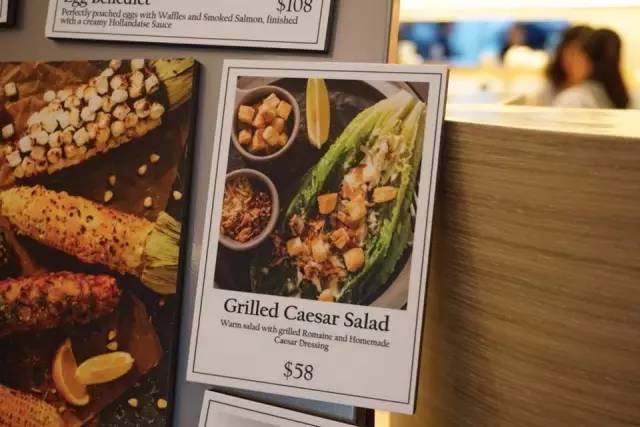 Egg Benedict
$108
Perfectly poached eggs with Waffles and Smoked Salmon, finished
with a creamy Hollandaise Sauce
Grilled Caesar Salad
Warm salad with grilled Romaine and Homemade
Caesar Dressing
$58